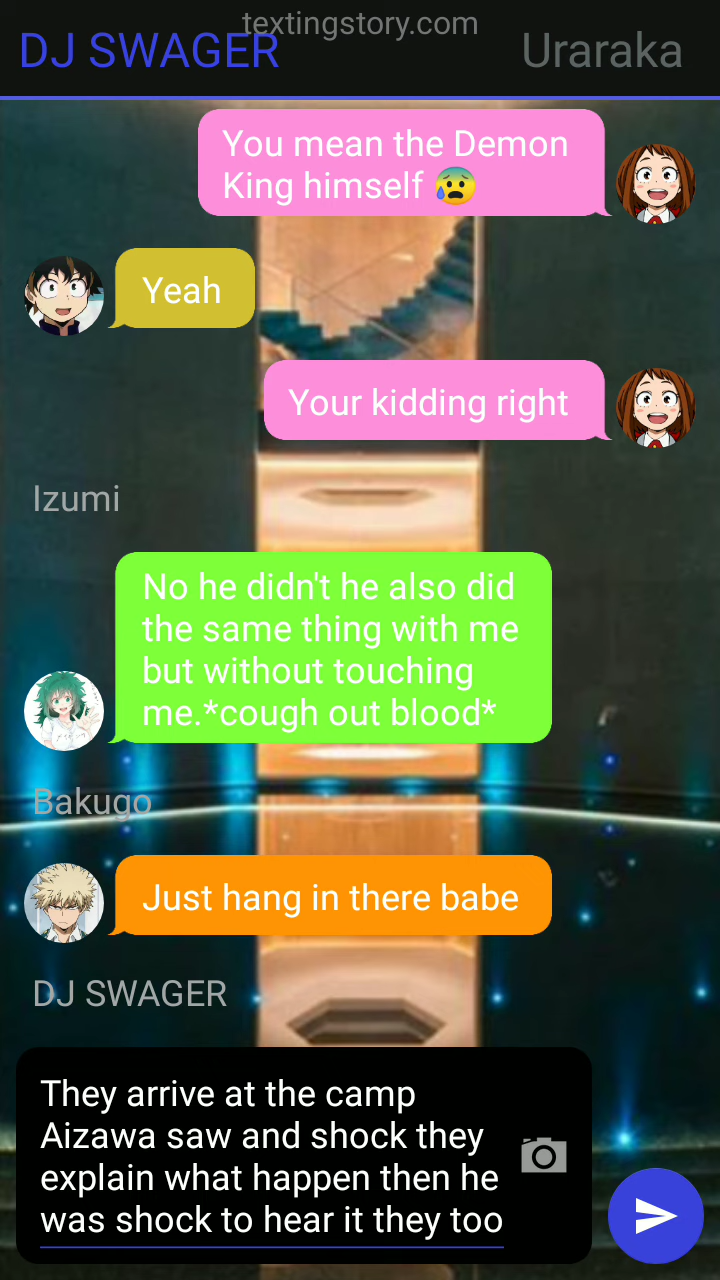 textingstory.com
DJ SWAGER
Uraraka
You mean the Demon
King himself 😰
Yeah
Your kidding right
Izumi
No he didn't he also did
the same thing with me
but without touching
me.*cough out blood*
Bakugo
Just hang in there babe
DJ SWAGER
They arrive at the camp
Aizawa saw and shock they
explain what happen then he
was shock to hear it they too